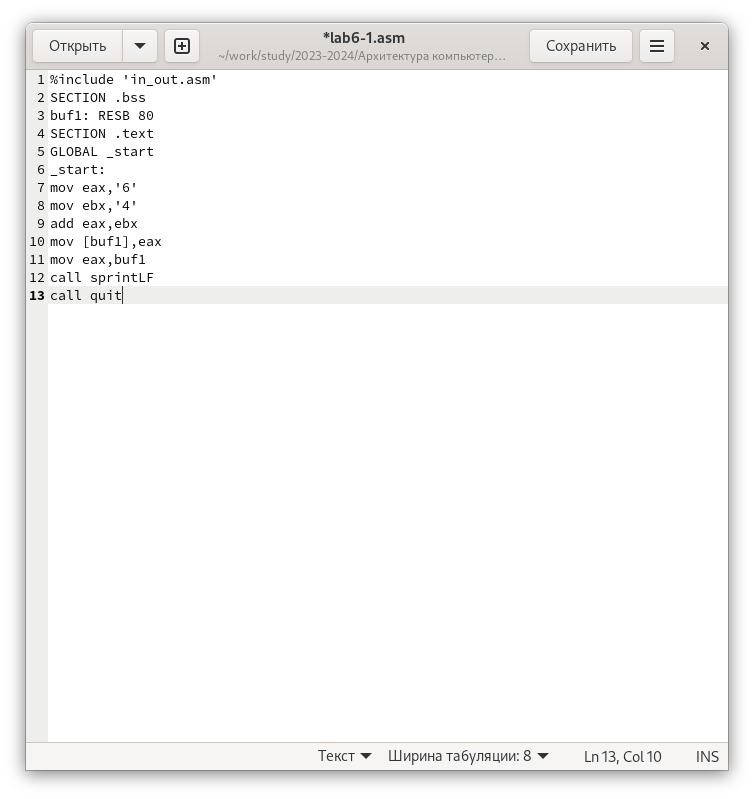 Открыть
*lab6-1.asm
~/work/study/2023-2024/Архитектура компьютер…
Сохранить
1 %include 'in_out.asm'
2 SECTION .bss
3 buf1: RESB 80
4 SECTION .text
5 GLOBAL _start
6 _start:
7 mov eax,'6'
8 mov ebx,'4'
9 add eax,ebx
10 mov [buf1],eax
11 mov eax,buf1
12 call sprintLF
13 call quit
Текст Ширина табуляции: 8 Ln 13, Col 10 INS